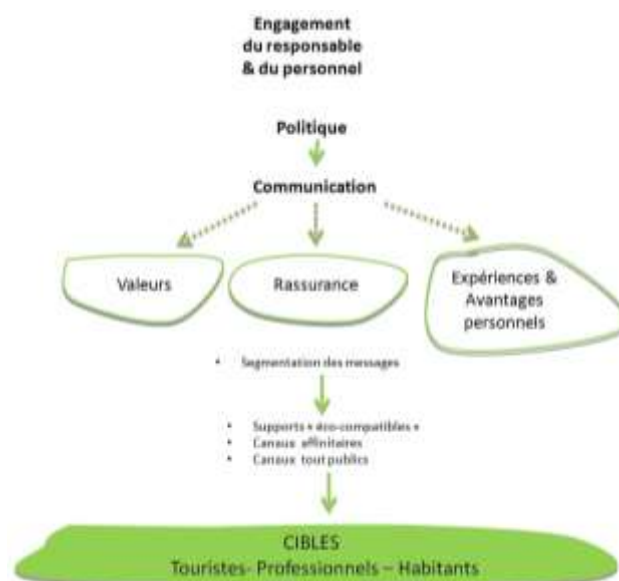 Engagement
du responsable
& du personnel
Politique
Communication
Valeurs
Rassurance
Expériences &
Avantages
personnels
• Segmentation des messages
• Supports « éco-compatibles »
• Canaux affinitaires
• Canaux tout publics
CIBLES
Touristes- Professionnels – Habitants